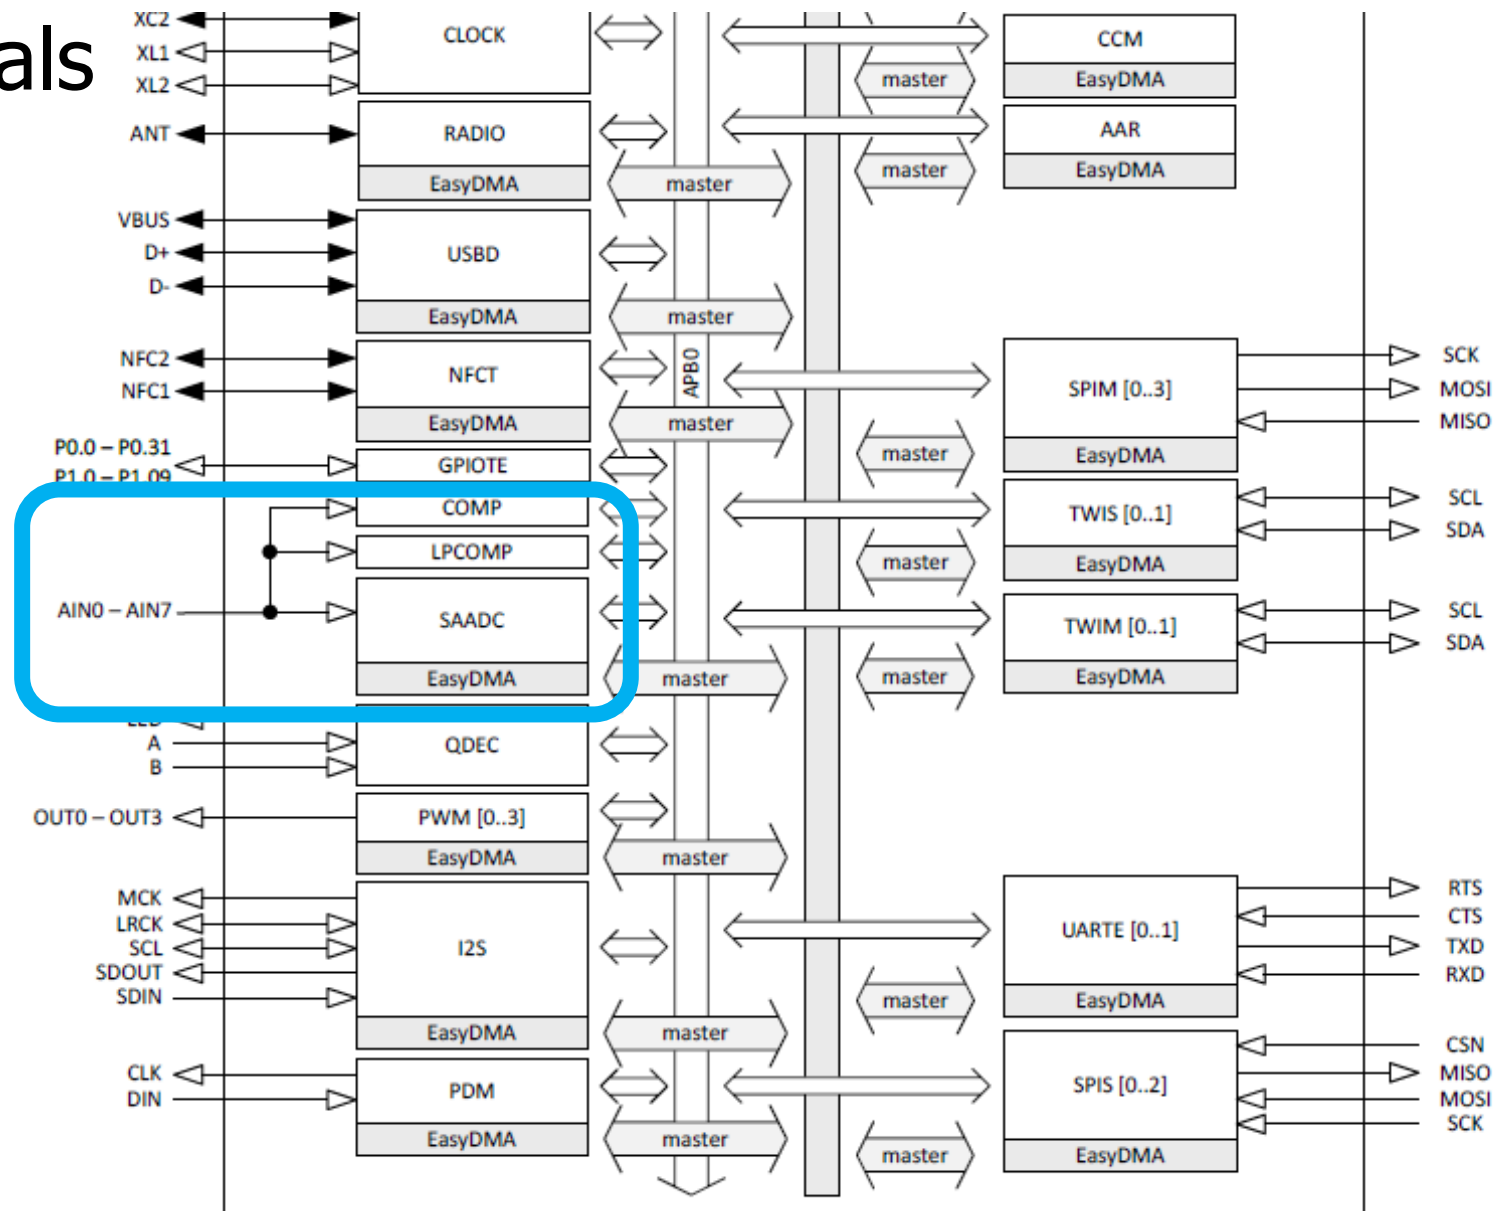 als
XC2
XL1
XL2
CLOCK
ANT
RADIO
EasyDMA
master
VBUS
D+
D-
USBD
EasyDMA
master
NFC2
NFC1
NFCT
EasyDMA
master
P0.0 – P0.31
P1.0 – P1.09
GPIOTE
COMP
LPCOMP
AIN0 – AIN7
SAADC
EasyDMA
master
LED
A
B
QDEC
OUT0 – OUT3
PWM [0..3]
EasyDMA
master
MCK
LRCK
SCL
SDOUT
SDIN
I2S
EasyDMA
master
CLK
DIN
PDM
EasyDMA
master
APB0
CCM
master
EasyDMA
AAR
master
EasyDMA
SPIM [0..3]
master
EasyDMA
SCK
MOSI
MISO
TWIS [0..1]
master
EasyDMA
SCL
SDA
TWIM [0..1]
master
EasyDMA
SCL
SDA
UARTE [0..1]
master
EasyDMA
RTS
CTS
TXD
RXD
SPIS [0..2]
master
EasyDMA
CSN
MISO
MOSI
SCK